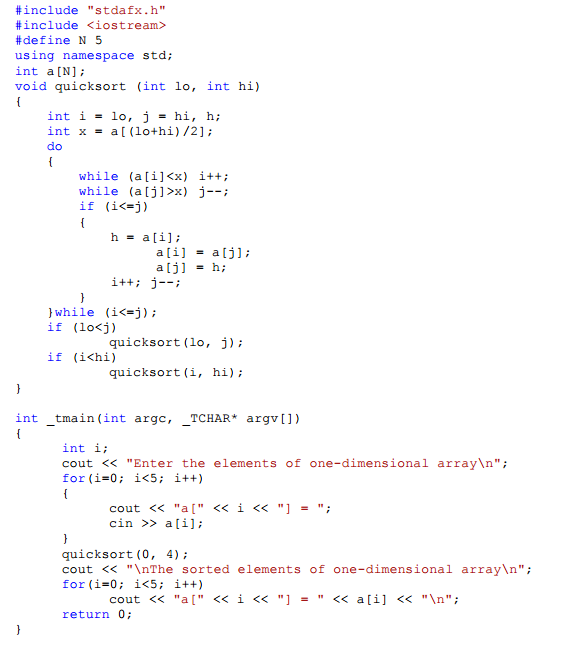 #include "stdafx.h"
#include <iostream>
#define N 5
using namespace std;
int a[N];
void quicksort (int lo, int hi)
{
    int i = lo, j = hi, h;
    int x = a[(lo+hi)/2];
    do
    {
        while (a[i]<x) i++;
        while (a[j]>x) j--;
        if (i<=j)
        {
            h = a[i];
                  a[i] = a[j];
                  a[j] = h;
            i++; j--;
        }
    }while (i<=j);
    if (lo<j)
            quicksort(lo, j);
    if (i<hi)
            quicksort(i, hi);
}

int _tmain(int argc, _TCHAR* argv[])
{
      int i;
      cout << "Enter the elements of one-dimensional array\n";
      for(i=0; i<5; i++)
      {
            cout << "a[" << i << "] = ";
            cin >> a[i];
      }
      quicksort(0, 4);
      cout << "\nThe sorted elements of one-dimensional array\n";
      for(i=0; i<5; i++)
            cout << "a[" << i << "] = " << a[i] << "\n";
      return 0;
}